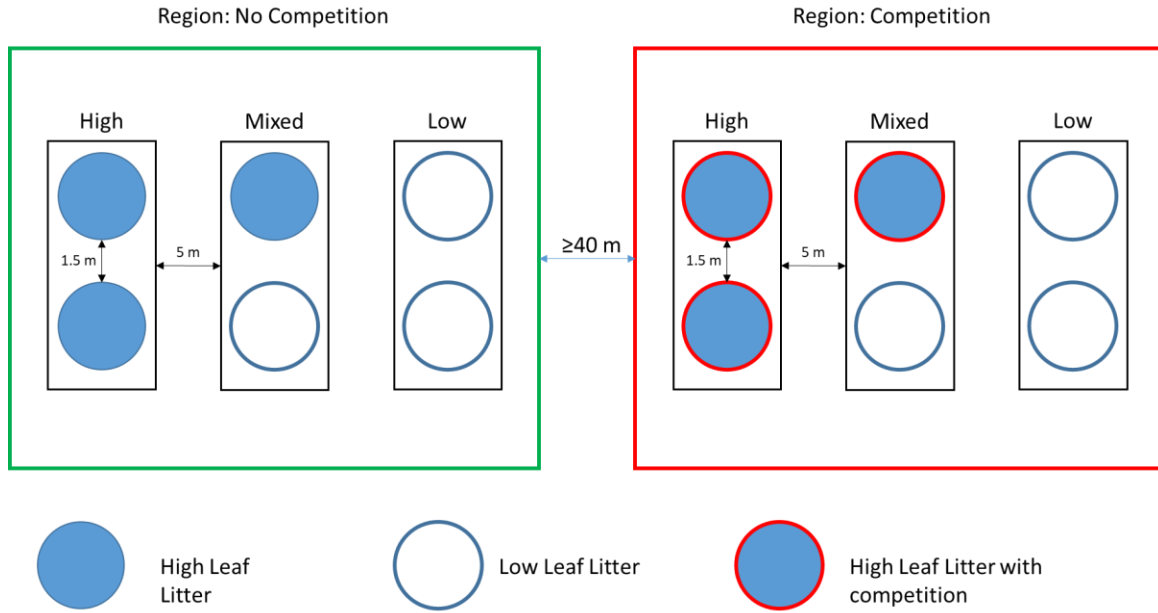 Region: No Competition
Region: Competition
High
Mixed
Low
High
Mixed
Low
1.5 m
5 m
≥40 m
1.5 m
5 m
High Leaf
Litter
Low Leaf Litter
High Leaf Litter with
competition